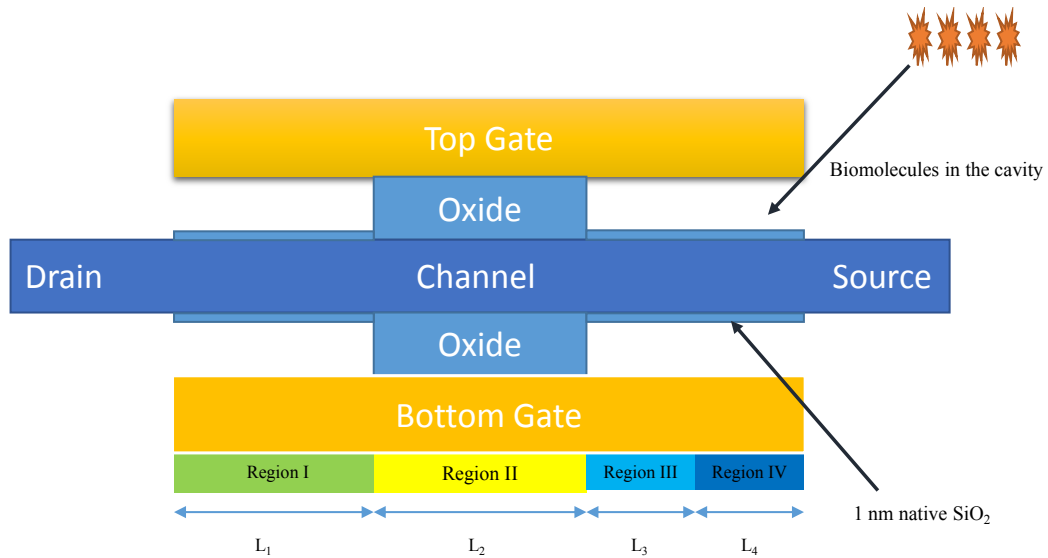 Top Gate
Biomolecules in the cavity
Oxide
Drain
Channel
Source
Oxide
Bottom Gate
Region I
Region II
Region III
Region IV
1 nm native SiO₂
L₁
L₂
L₃
L₄